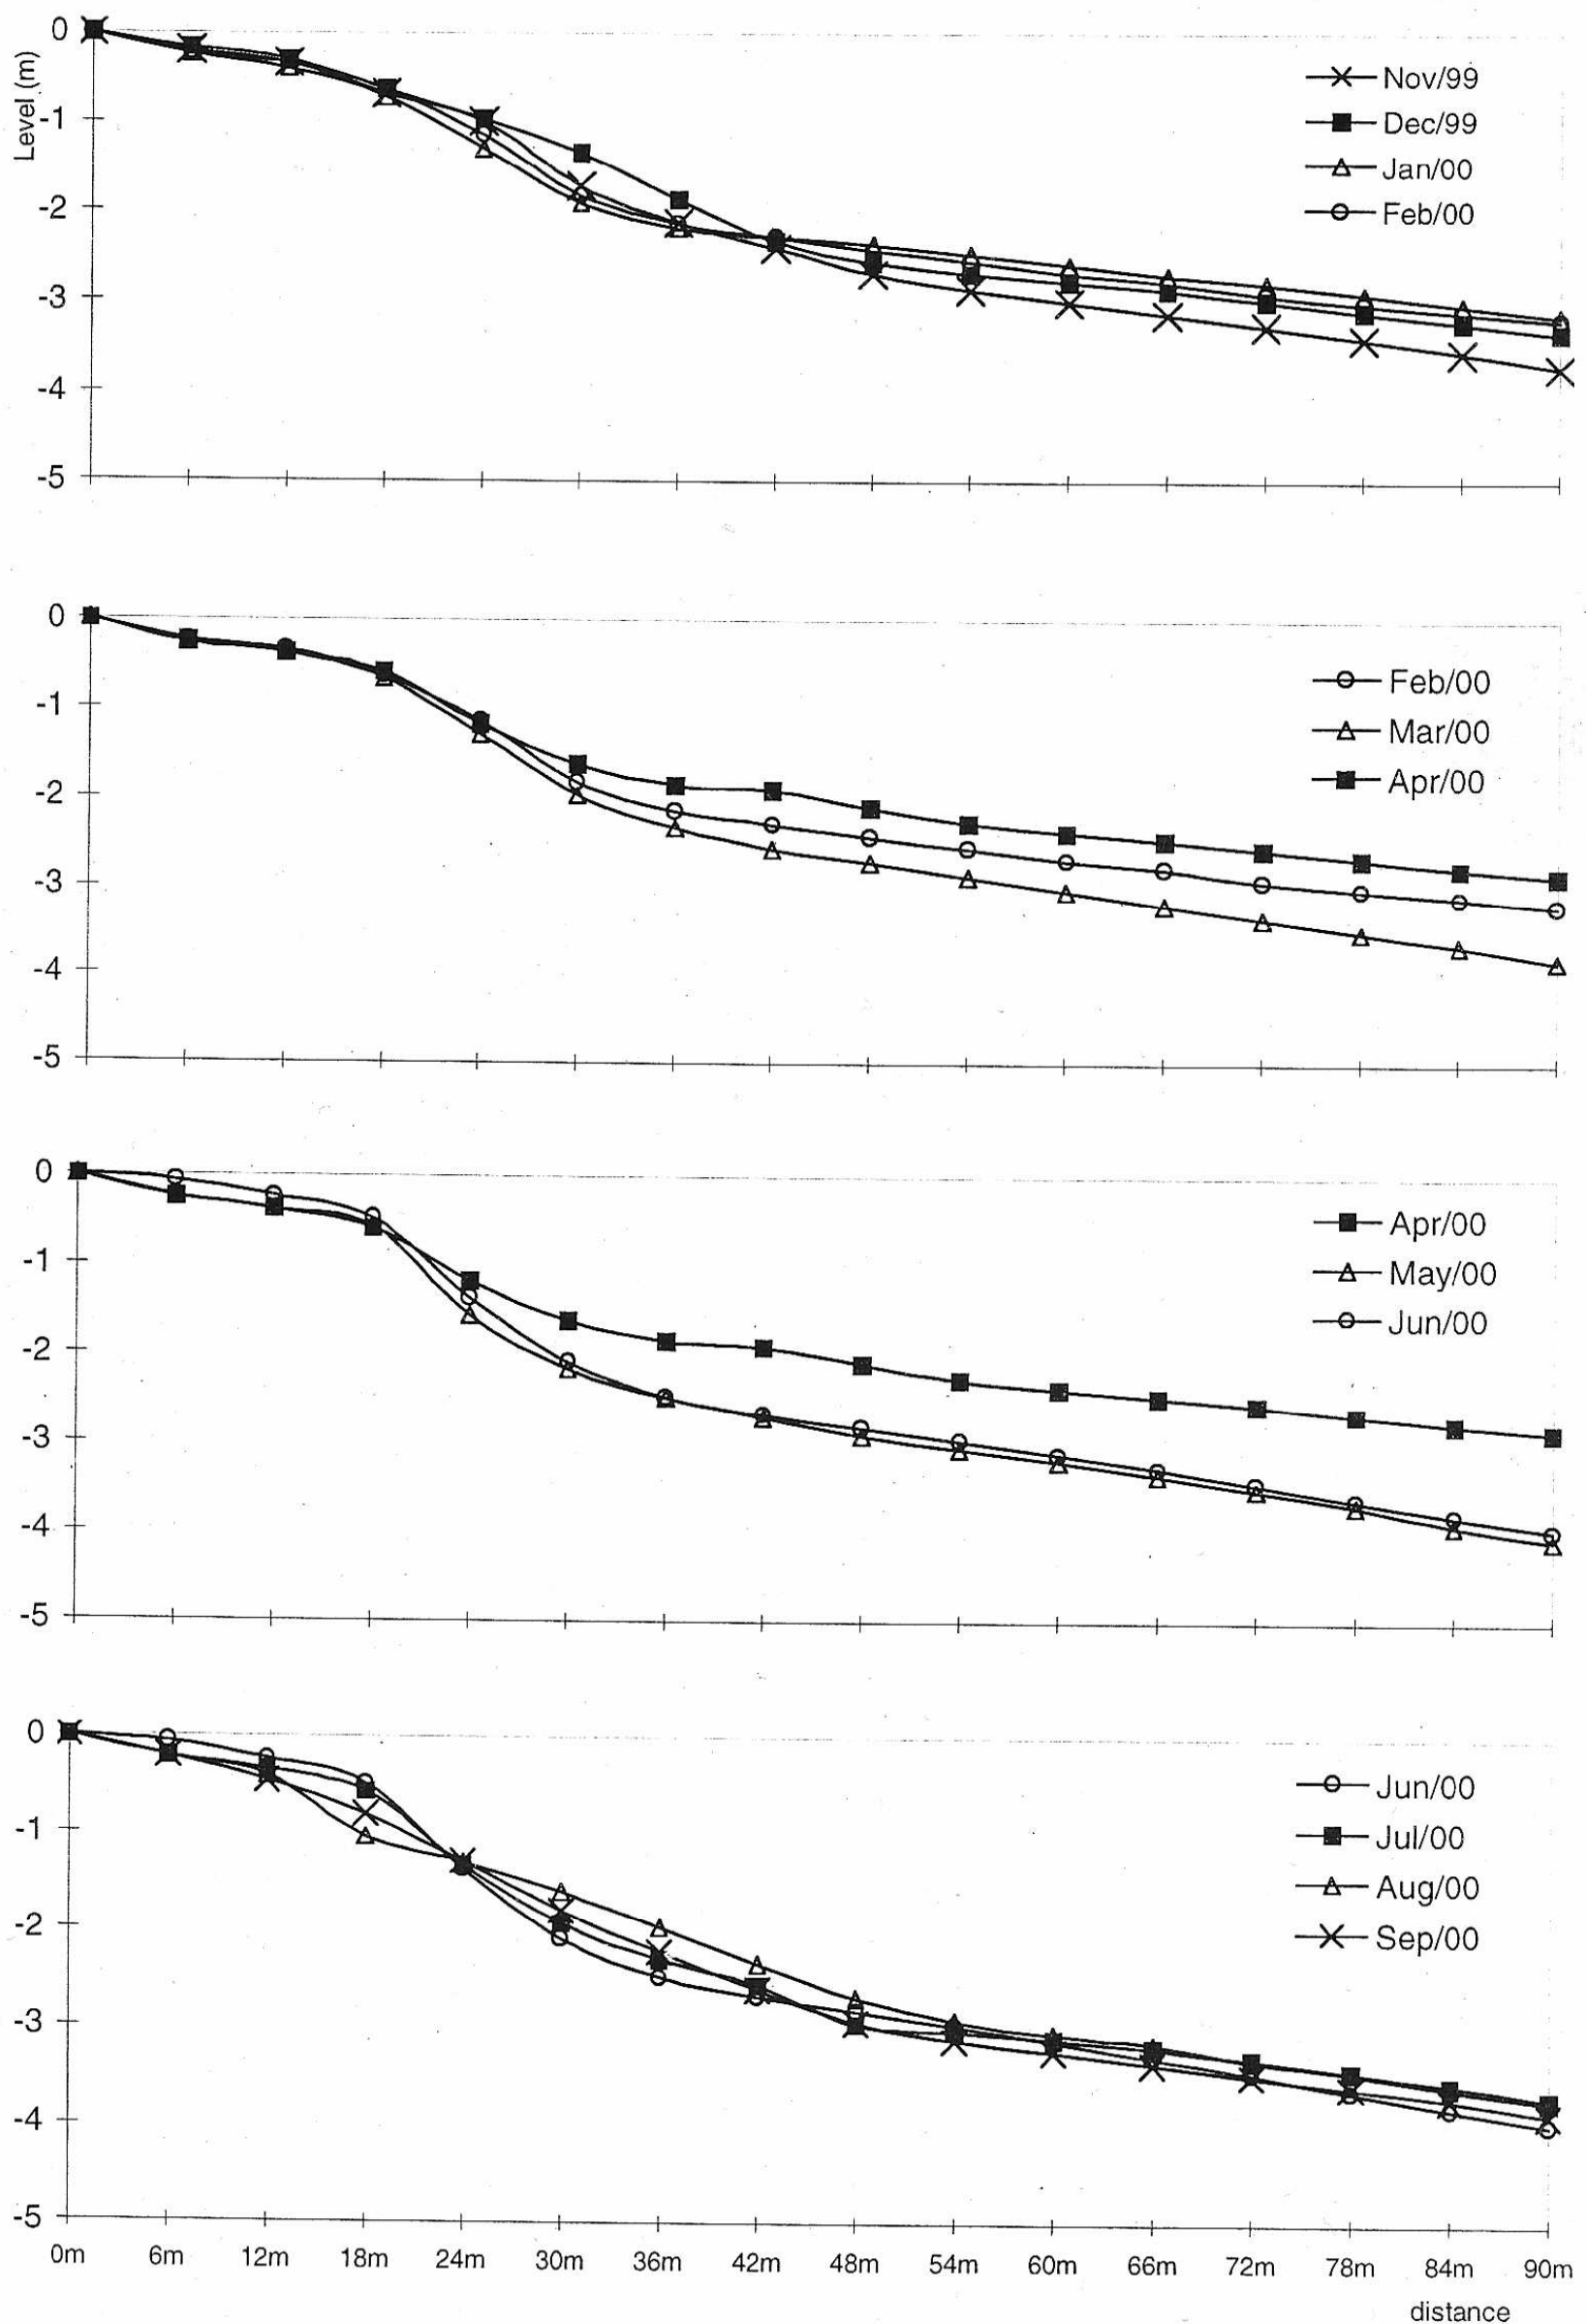 0
Level (m)
-1
-2
-3
-4
-5
Nov/99
Dec/99
Jan/00
Feb/00
0
-1
-2
-3
-4
-5
Feb/00
Mar/00
Apr/00
0
-1
-2
-3
-4
-5
Apr/00
May/00
Jun/00
0
-1
-2
-3
-4
-5
Jun/00
Jul/00
Aug/00
Sep/00
0m 6m 12m 18m 24m 30m 36m 42m 48m 54m 60m 66m 72m 78m 84m 90m
distance